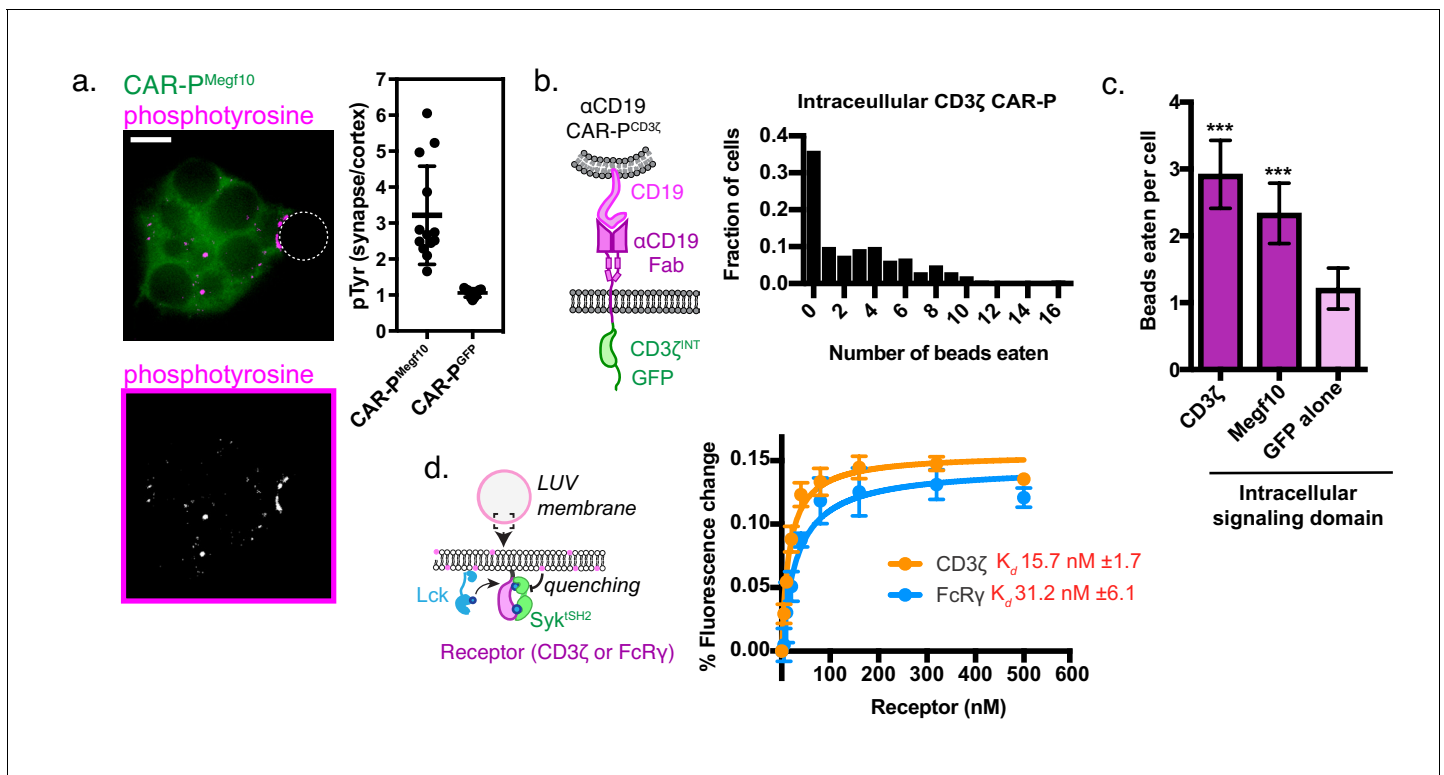 a.
CAR-P^Megf10
phosphotyrosine
phosphotyrosine
pTyr (synapse/cortex)
7
6
5
4
3
2
1
0
CAR-P^Megf10
CAR-P^GFP
b.
αCD19
CAR-P^CD3ζ
CD19
αCD19
Fab
CD3ζ^INT
GFP
Intraceullular CD3ζ CAR-P
Fraction of cells
0.4
0.3
0.2
0.1
0.0
0 2 4 6 8 10 12 14 16
Number of beads eaten
c.
Beads eaten per cell
4
3
2
1
0
***
***
CD3ζ
Megf10
GFP alone
Intracellular
signaling domain
d.
LUV
membrane
Lck
quenching
Syk^tSH2
Receptor (CD3ζ or FcRγ)
% Fluorescence change
0.15
0.10
0.05
0.00
CD3ζ K_d 15.7 nM ±1.7
FcRγ K_d 31.2 nM ±6.1
100 200 300 400 500 600
Receptor (nM)